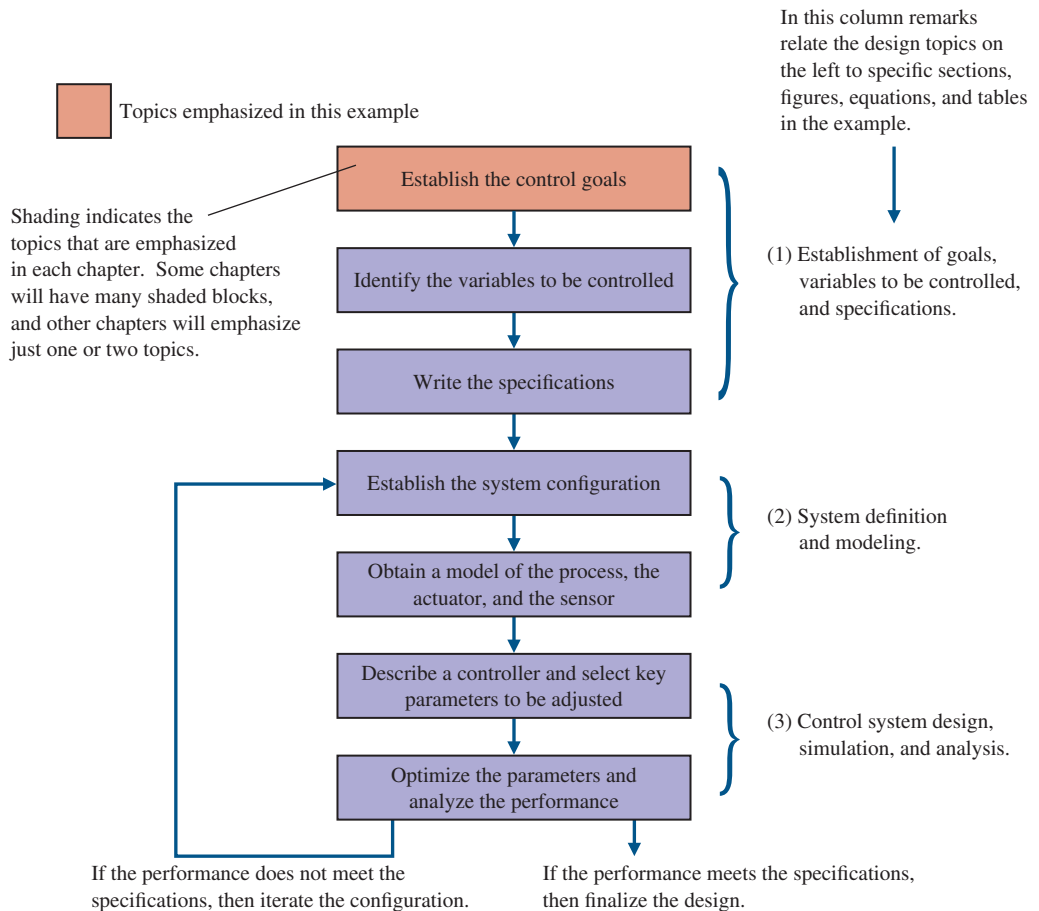 In this column remarks
relate the design topics on
the left to specific sections,
figures, equations, and tables
in the example.
Topics emphasized in this example
Shading indicates the
topics that are emphasized
in each chapter. Some chapters
will have many shaded blocks,
and other chapters will emphasize
just one or two topics.
Establish the control goals
Identify the variables to be controlled
Write the specifications
(1) Establishment of goals,
variables to be controlled,
and specifications.
Establish the system configuration
Obtain a model of the process, the
actuator, and the sensor
(2) System definition
and modeling.
Describe a controller and select key
parameters to be adjusted
Optimize the parameters and
analyze the performance
(3) Control system design,
simulation, and analysis.
If the performance does not meet the
specifications, then iterate the configuration.
If the performance meets the specifications,
then finalize the design.